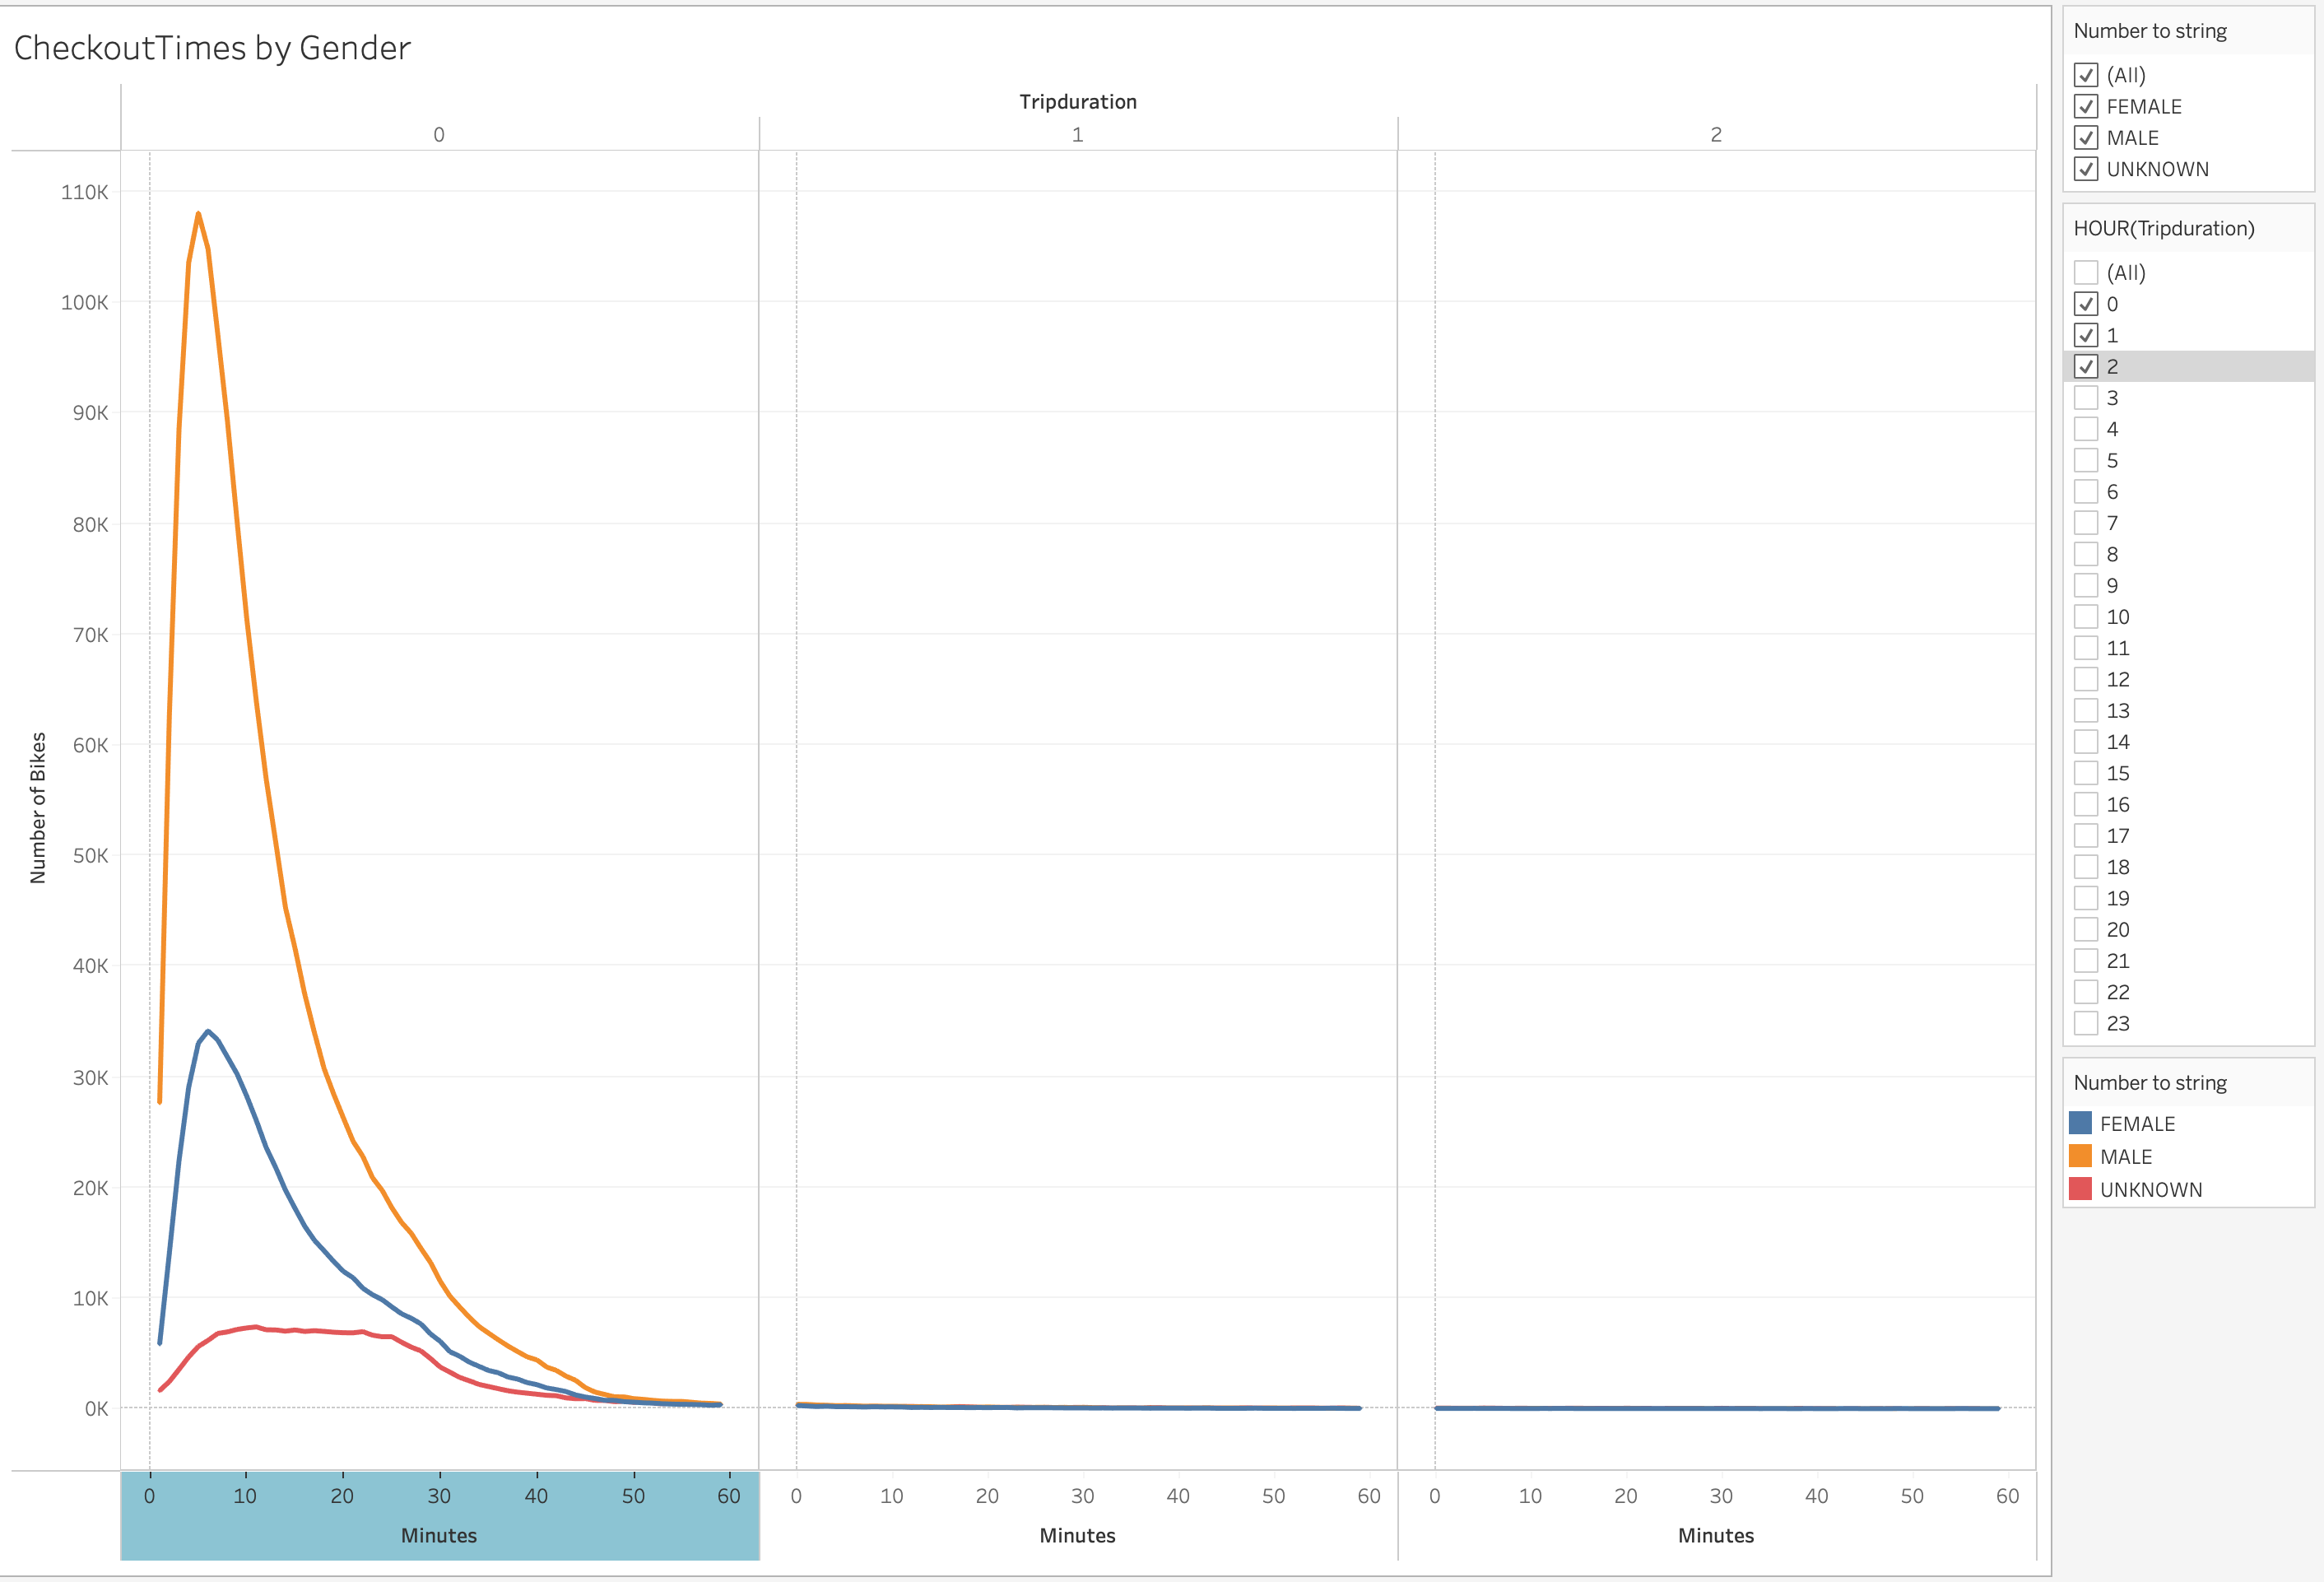 CheckoutTimes by Gender
Tripduration
0 1 2
110K
100K
90K
80K
70K
60K
50K
40K
30K
20K
10K
0K
Number of Bikes
0 10 20 30 40 50 60 0 10 20 30 40 50 60 0 10 20 30 40 50 60
Minutes Minutes Minutes
Number to string
(All)
FEMALE
MALE
UNKNOWN
HOUR(Tripduration)
(All)
0
1
2
3
4
5
6
7
8
9
10
11
12
13
14
15
16
17
18
19
20
21
22
23
Number to string
FEMALE
MALE
UNKNOWN